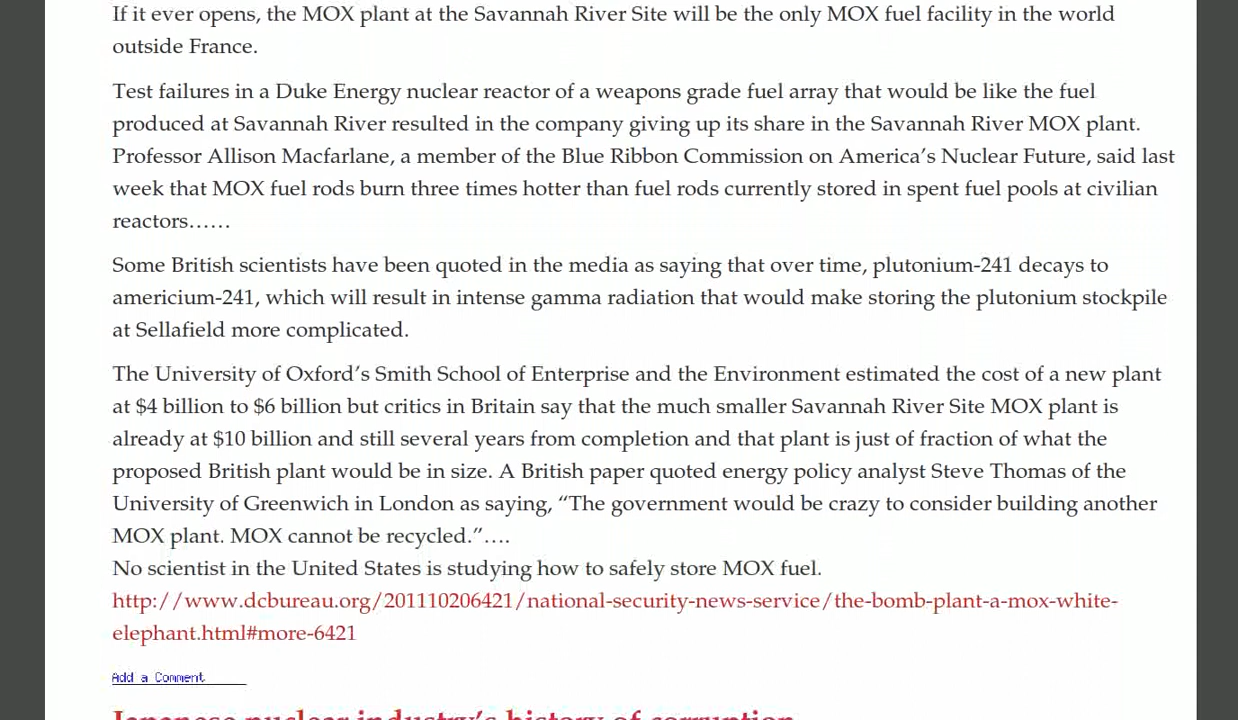 If it ever opens, the MOX plant at the Savannah River Site will be the only MOX fuel facility in the world
outside France.
Test failures in a Duke Energy nuclear reactor of a weapons grade fuel array that would be like the fuel
produced at Savannah River resulted in the company giving up its share in the Savannah River MOX plant.
Professor Allison Macfarlane, a member of the Blue Ribbon Commission on America’s Nuclear Future, said last
week that MOX fuel rods burn three times hotter than fuel rods currently stored in spent fuel pools at civilian
reactors……
Some British scientists have been quoted in the media as saying that over time, plutonium-241 decays to
americium-241, which will result in intense gamma radiation that would make storing the plutonium stockpile
at Sellafield more complicated.
The University of Oxford’s Smith School of Enterprise and the Environment estimated the cost of a new plant
at $4 billion to $6 billion but critics in Britain say that the much smaller Savannah River Site MOX plant is
already at $10 billion and still several years from completion and that plant is just of fraction of what the
proposed British plant would be in size. A British paper quoted energy policy analyst Steve Thomas of the
University of Greenwich in London as saying, “The government would be crazy to consider building another
MOX plant. MOX cannot be recycled.”….
No scientist in the United States is studying how to safely store MOX fuel.
http://www.dcbureau.org/201110206421/national-security-news-service/the-bomb-plant-a-mox-white-
elephant.html#more-6421
Add a Comment
Japanese nuclear industry’s history of corruption